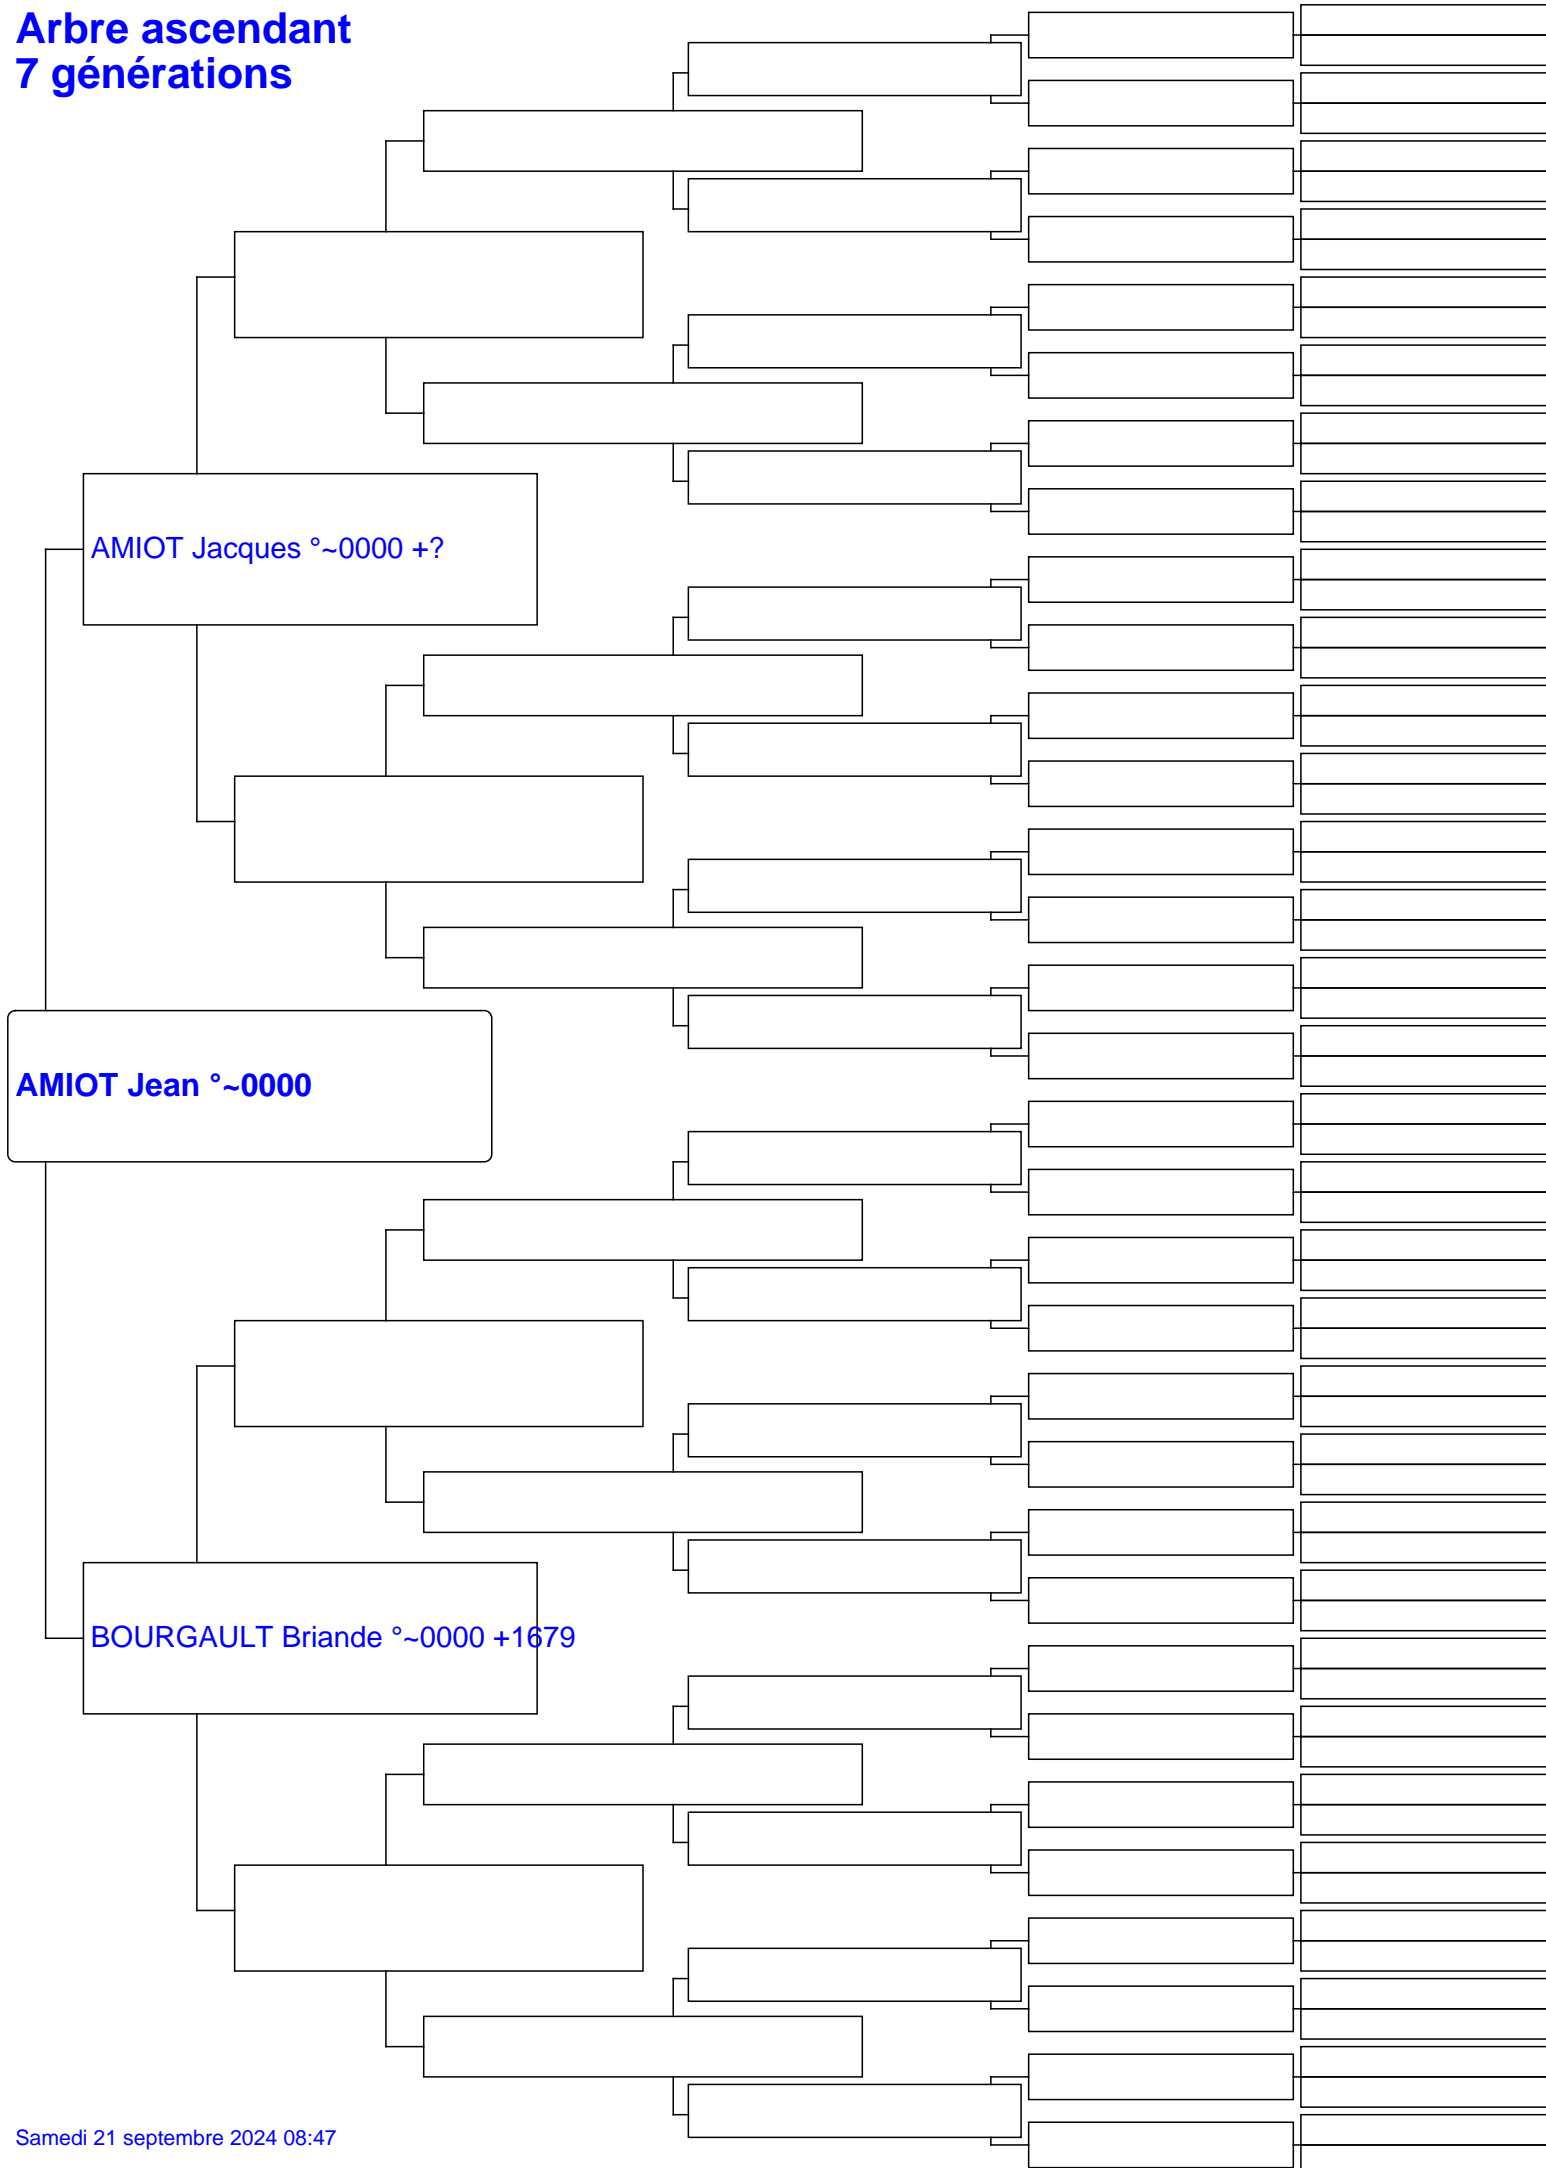 Arbre ascendant
7 générations
AMIOT Jacques °~0000 +?
AMIOT Jean °~0000
BOURGAULT Briande °~0000 +1679
Samedi 21 septembre 2024 08:47